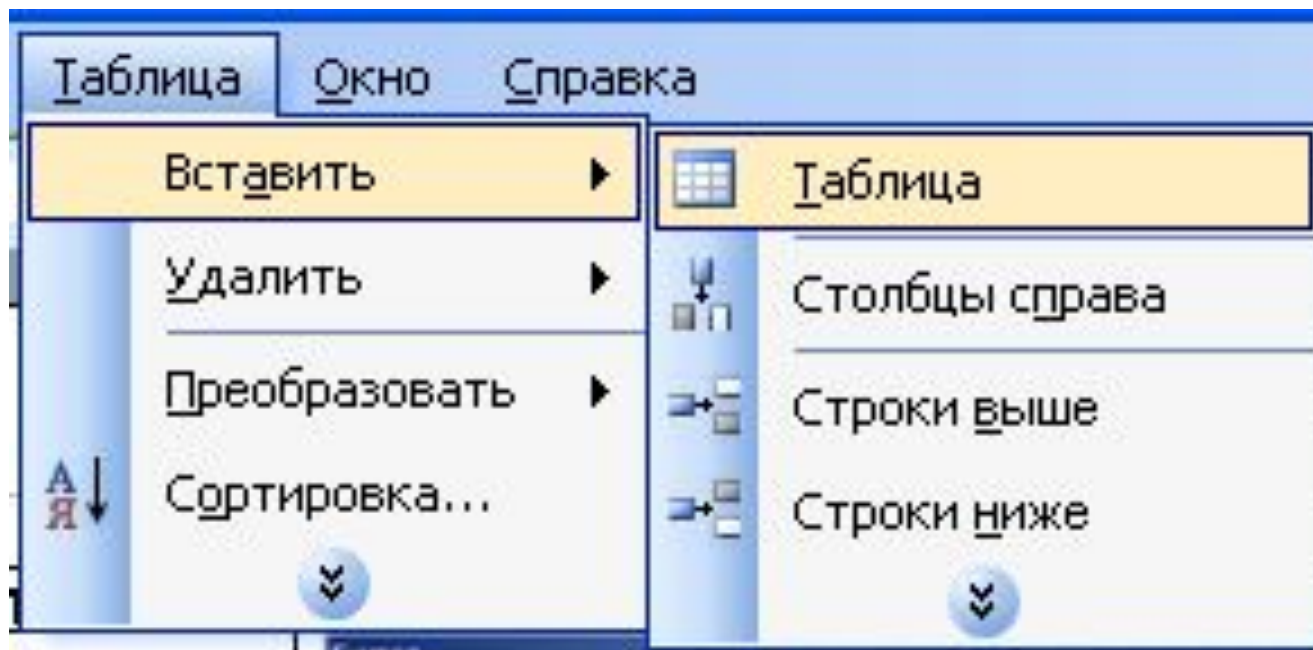 Таблица Окно Справка
Вставить
Удалить
Преобразовать
Сортировка...
Таблица
Столбцы справа
Строки выше
Строки ниже